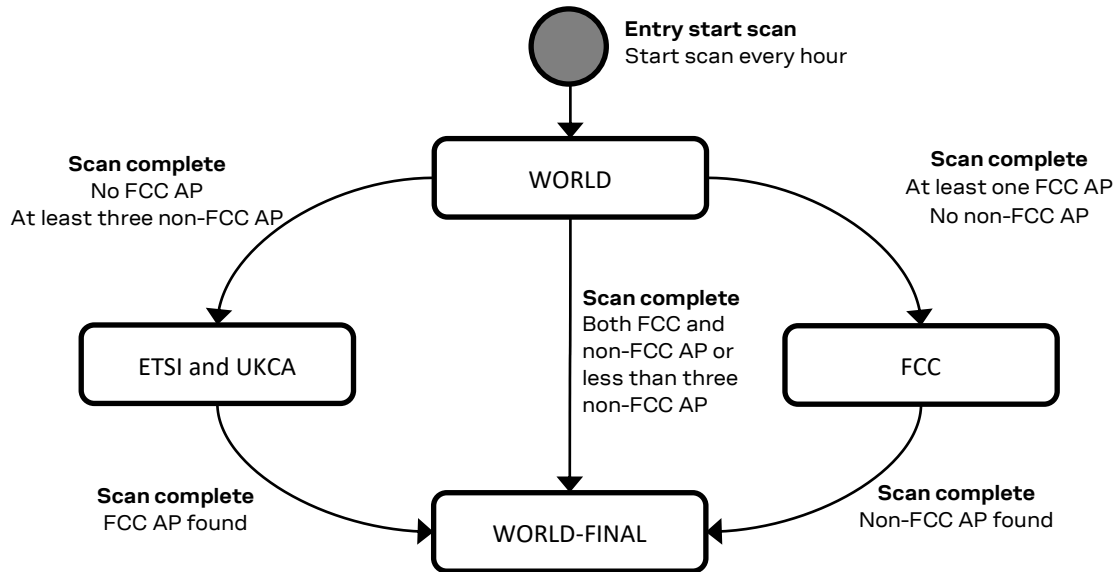 Entry start scan
Start scan every hour
WORLD
Scan complete
No FCC AP
At least three non-FCC AP
Scan complete
At least one FCC AP
No non-FCC AP
Scan complete
Both FCC and
non-FCC AP or
less than three
non-FCC AP
ETSI and UKCA
FCC
Scan complete
FCC AP found
Scan complete
Non-FCC AP found
WORLD-FINAL